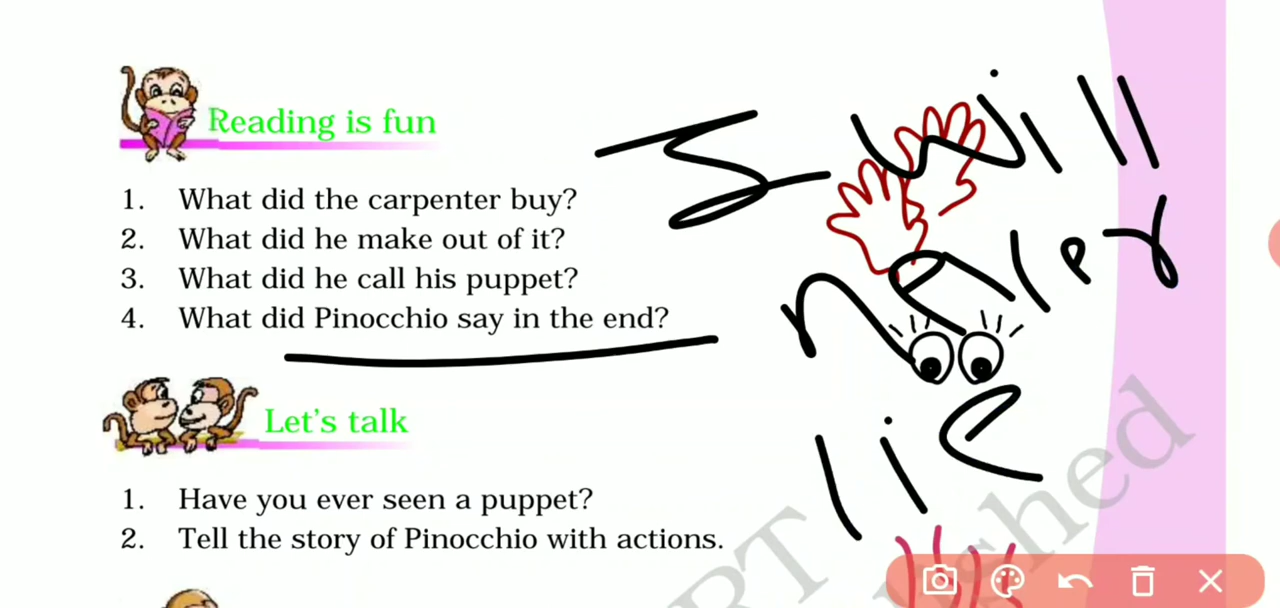 Reading is fun
1. What did the carpenter buy?
2. What did he make out of it?
3. What did he call his puppet?
4. What did Pinocchio say in the end?
I will
never
lie
Let's talk
1. Have you ever seen a puppet?
2. Tell the story of Pinocchio with actions.